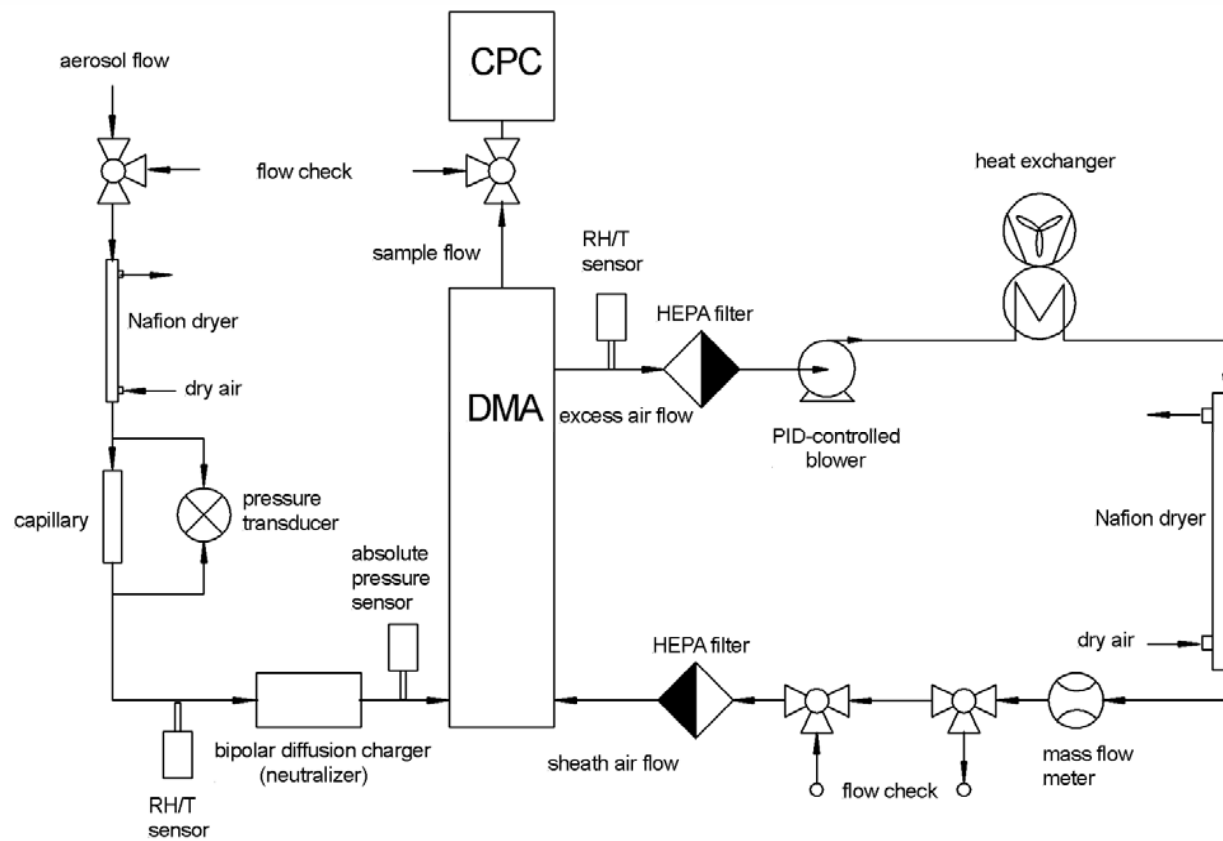 CPC
aerosol flow
flow check
heat exchanger
sample flow
RH/T
sensor
HEPA filter
Nafion dryer
dry air
DMA
excess air flow
PID-controlled
blower
capillary
pressure
transducer
Nafion dryer
absolute
pressure
sensor
HEPA filter
dry air
bipolar diffusion charger
(neutralizer)
sheath air flow
mass flow
meter
flow check
RH/T
sensor